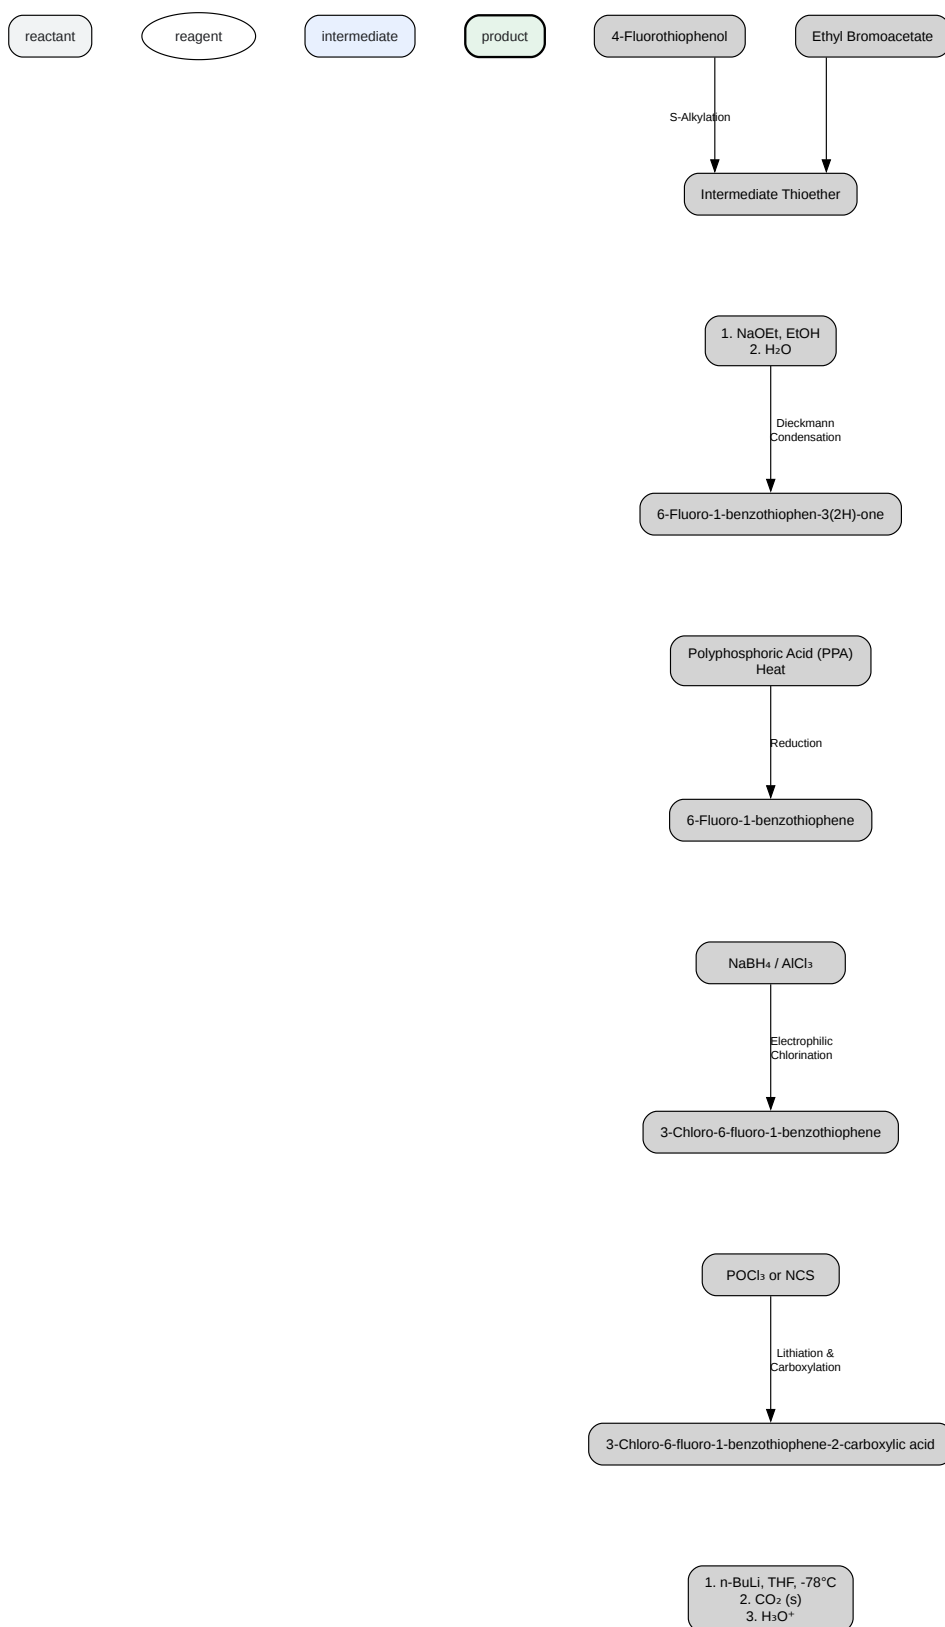 reactant
reagent
intermediate
product
4-Fluorothiophenol
Ethyl Bromoacetate
S-Alkylation
Intermediate Thioether
1. NaOEt, EtOH
2. H₂O
Dieckmann
Condensation
6-Fluoro-1-benzothiophen-3(2H)-one
Polyphosphoric Acid (PPA)
Heat
Reduction
6-Fluoro-1-benzothiophene
NaBH₄ / AlCl₃
Electrophilic
Chlorination
3-Chloro-6-fluoro-1-benzothiophene
POCl₃ or NCS
Lithiation &
Carboxylation
3-Chloro-6-fluoro-1-benzothiophene-2-carboxylic acid
1. n-BuLi, THF, -78°C
2. CO₂ (s)
3. H₃O⁺